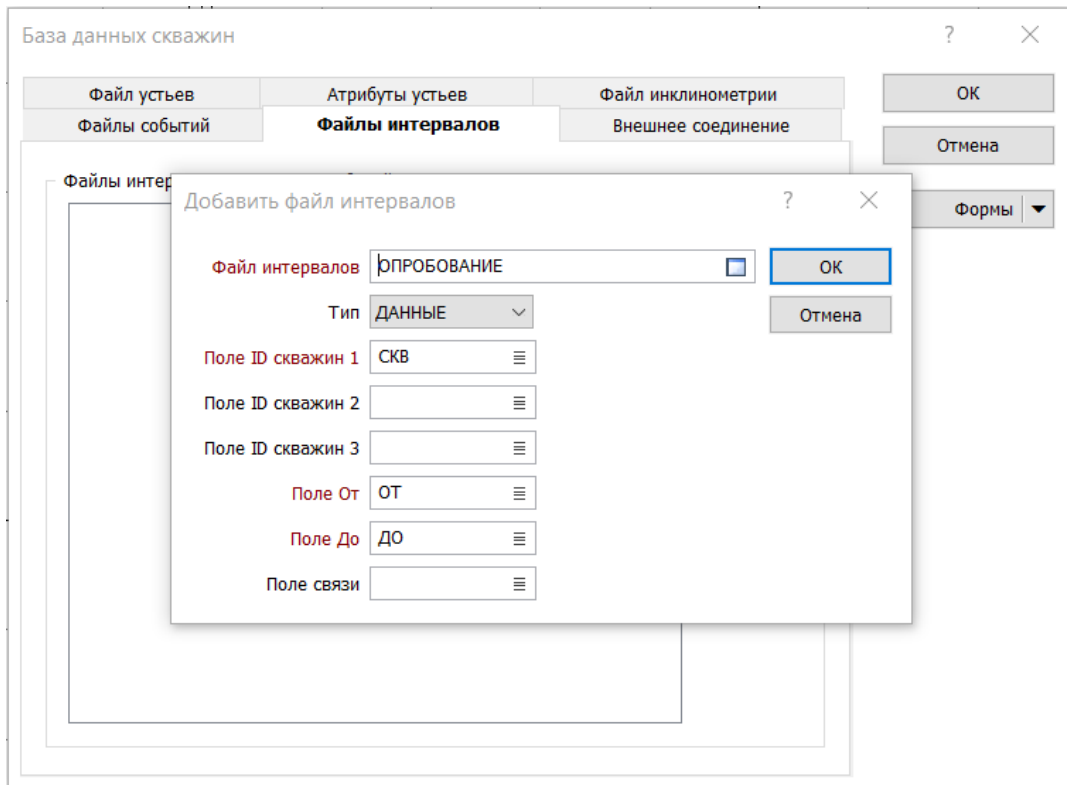 База данных скважин
Файл устьев Атрибуты устьев Файл инклинометрии
Файлы событий Файлы интервалов Внешнее соединение
OK
Отмена
Формы
Файлы интер
Добавить файл интервалов
Файл интервалов ОПРОБОВАНИЕ
OK
Тип ДАННЫЕ
Отмена
Поле ID скважин 1 СКВ
Поле ID скважин 2
Поле ID скважин 3
Поле От ОТ
Поле До ДО
Поле связи